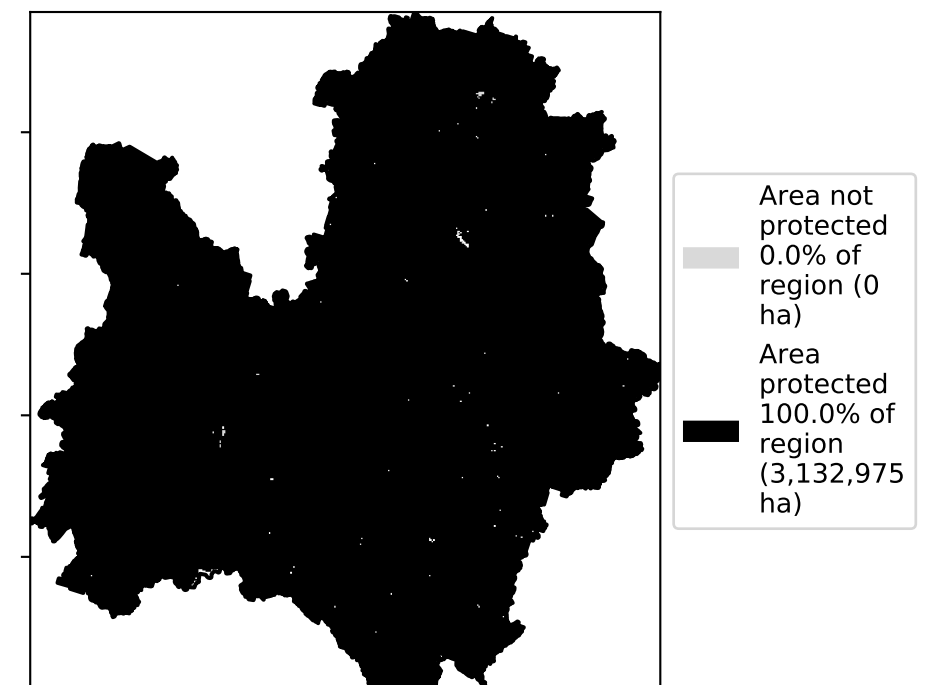 Area not
protected
0.0% of
region (0
ha)
Area
protected
100.0% of
region
(3,132,975
ha)